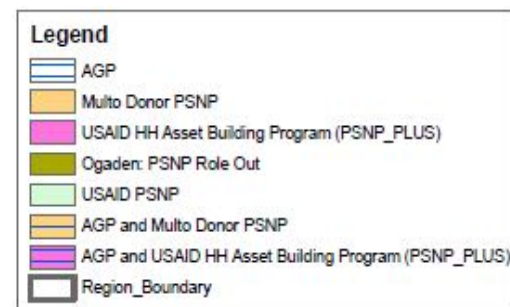 Legend
AGP
Multo Donor PSNP
USAID HH Asset Building Program (PSNP_PLUS)
Ogaden: PSNP Role Out
USAID PSNP
AGP and Multo Donor PSNP
AGP and USAID HH Asset Building Program (PSNP_PLUS)
Region_Boundary